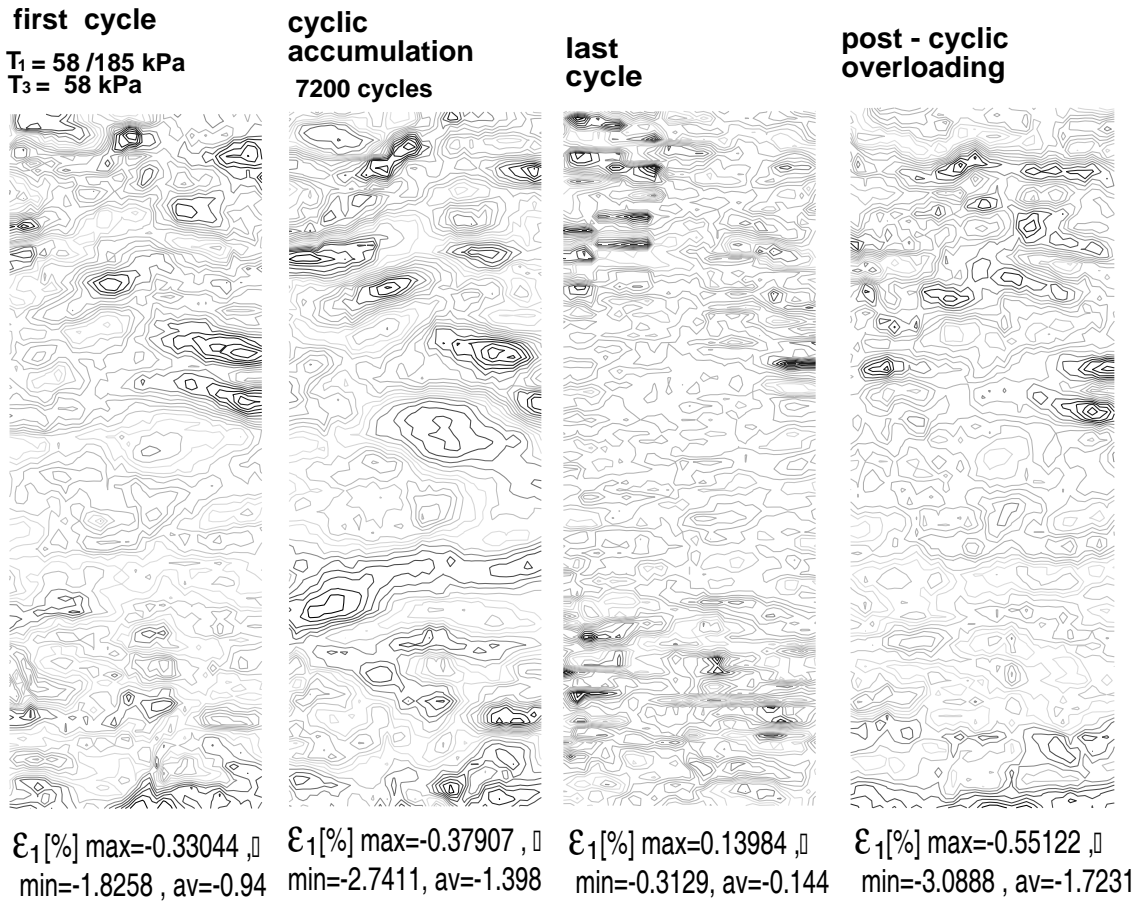 first cycle
T1 = 58 /185 kPa
T3 = 58 kPa
cyclic
accumulation
7200 cycles
last
cycle
post - cyclic
overloading
ε1[%] max=-0.33044 ,▯
min=-1.8258 , av=-0.94
ε1[%] max=-0.37907 , ▯
min=-2.7411, av=-1.398
ε1[%] max=0.13984 ,▯
min=-0.3129, av=-0.144
ε1[%] max=-0.55122 ,▯
min=-3.0888 , av=-1.7231